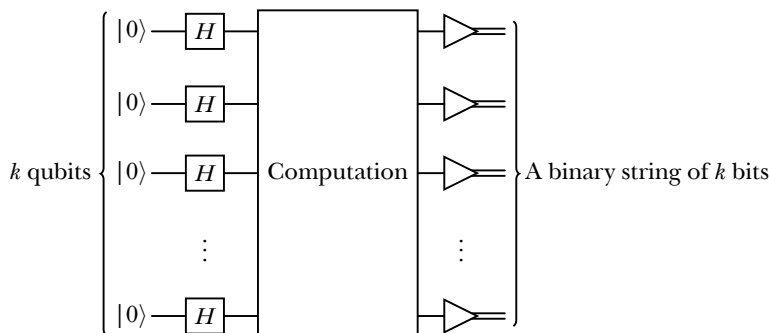 |0⟩ H
|0⟩ H
k qubits |0⟩ H Computation A binary string of k bits
⋮ ⋮
|0⟩ H